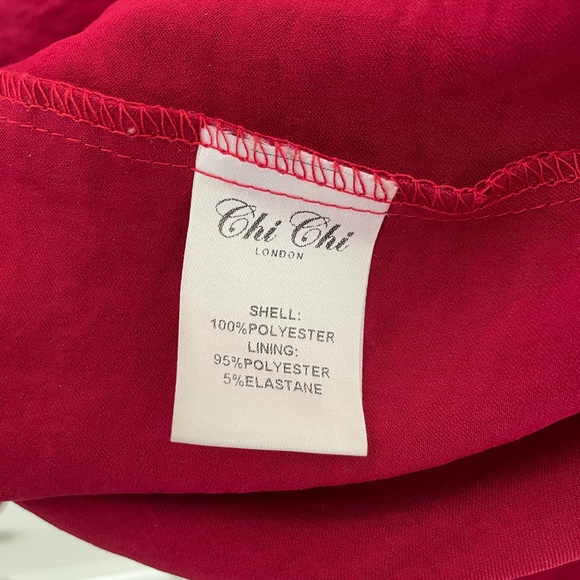 Chi Chi
LONDON
SHELL:
100%POLYESTER
LINING:
95%POLYESTER
5%ELASTANE